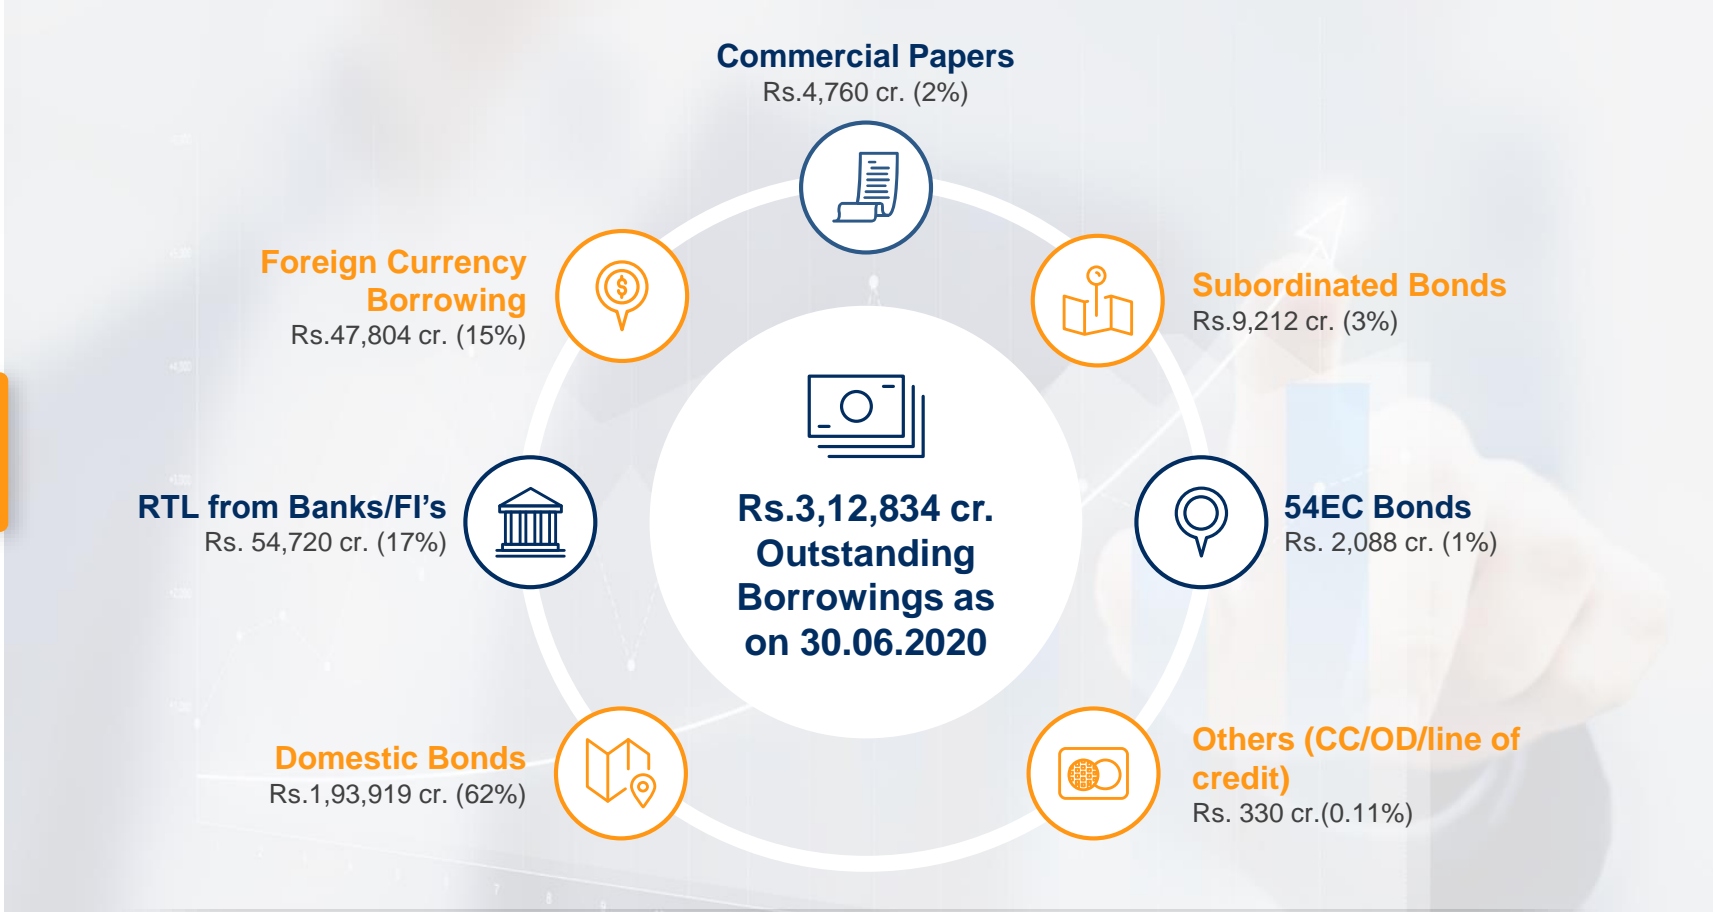 Commercial Papers
Rs.4,760 cr. (2%)
Foreign Currency
Borrowing
Rs.47,804 cr. (15%)
Subordinated Bonds
Rs.9,212 cr. (3%)
RTL from Banks/FI's
Rs. 54,720 cr. (17%)
Rs.3,12,834 cr.
Outstanding
Borrowings as
on 30.06.2020
54EC Bonds
Rs. 2,088 cr. (1%)
Domestic Bonds
Rs.1,93,919 cr. (62%)
Others (CC/OD/line of
credit)
Rs. 330 cr.(0.11%)